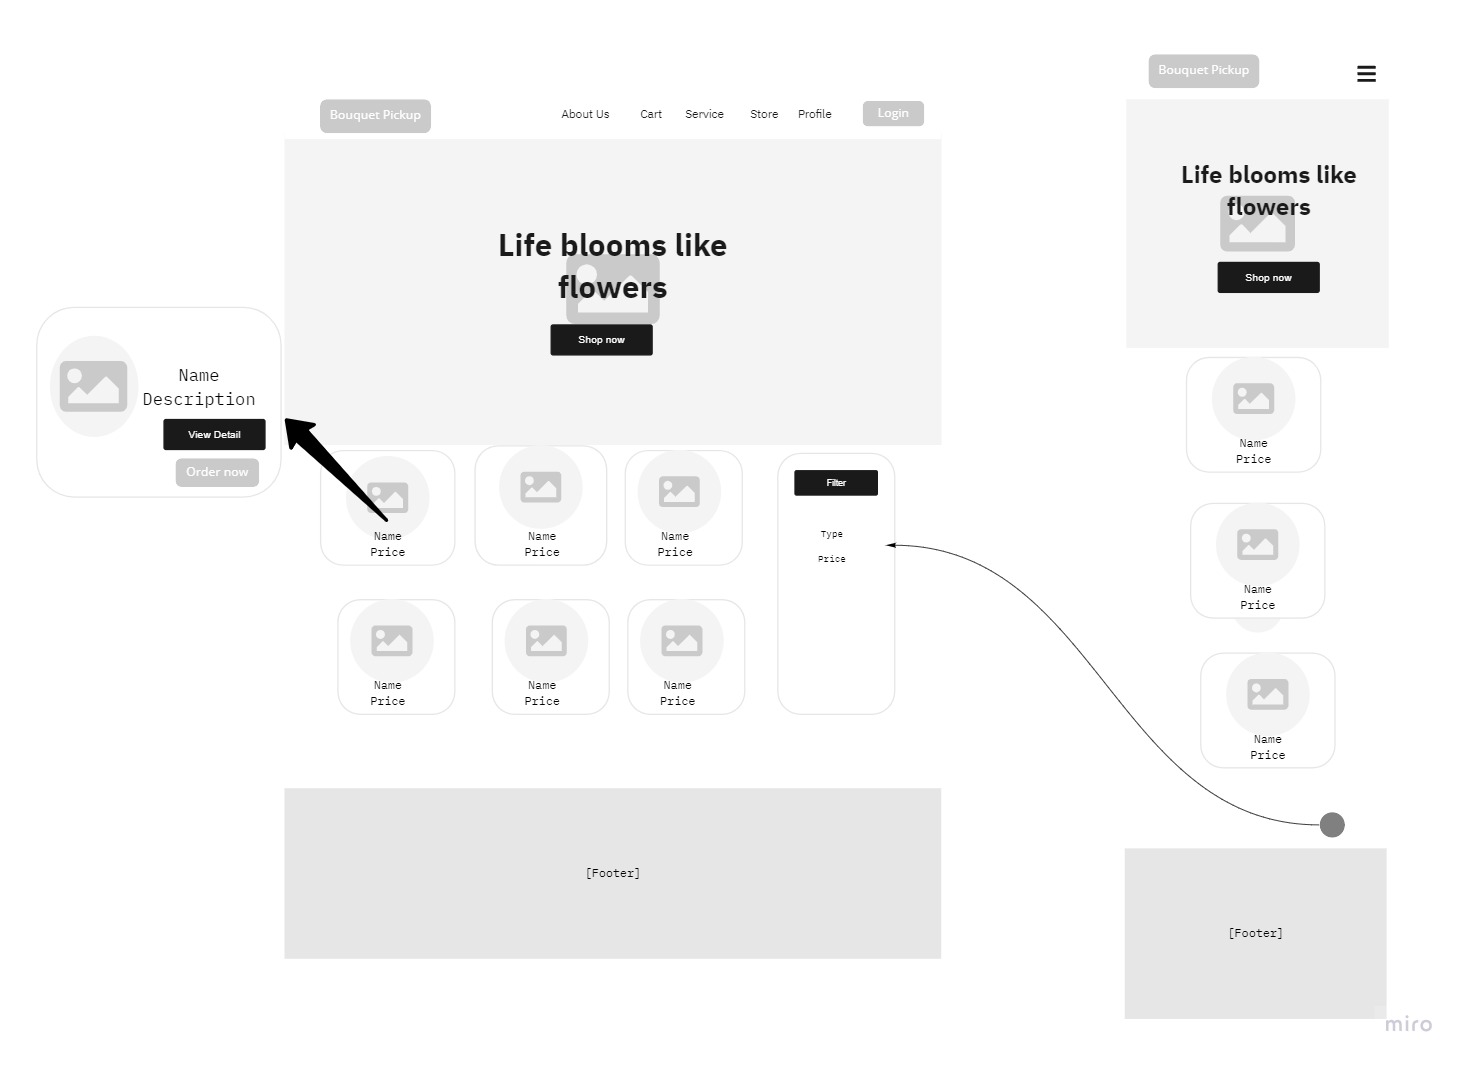 Bouquet Pickup
About Us Cart Service Store Profile Login
Life blooms like
flowers
Shop now
Name
Description
View Detail
Order now
Name
Price
Name
Price
Name
Price
Filter
Type
Price
Name
Price
Name
Price
Name
Price
[Footer]
Bouquet Pickup
Life blooms like
flowers
Shop now
Name
Price
Name
Price
Name
Price
[Footer]
miro